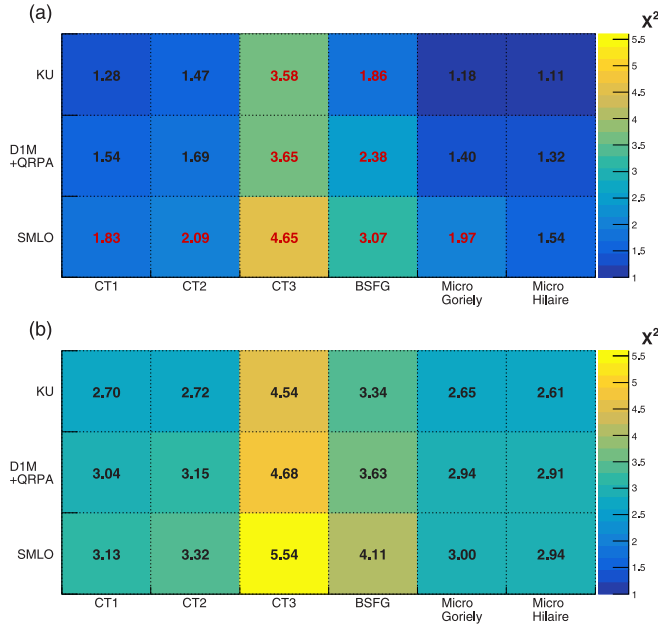 (a)
X²
KU 1.28 1.47 3.58 1.86 1.18 1.11
D1M
+QRPA 1.54 1.69 3.65 2.38 1.40 1.32
SMLO 1.83 2.09 4.65 3.07 1.97 1.54
CT1 CT2 CT3 BSFG Micro Goriely Micro Hilaire
5.5
5
4.5
4
3.5
3
2.5
2
1.5
1
(b)
X²
KU 2.70 2.72 4.54 3.34 2.65 2.61
D1M
+QRPA 3.04 3.15 4.68 3.63 2.94 2.91
SMLO 3.13 3.32 5.54 4.11 3.00 2.94
CT1 CT2 CT3 BSFG Micro Goriely Micro Hilaire
5.5
5
4.5
4
3.5
3
2.5
2
1.5
1